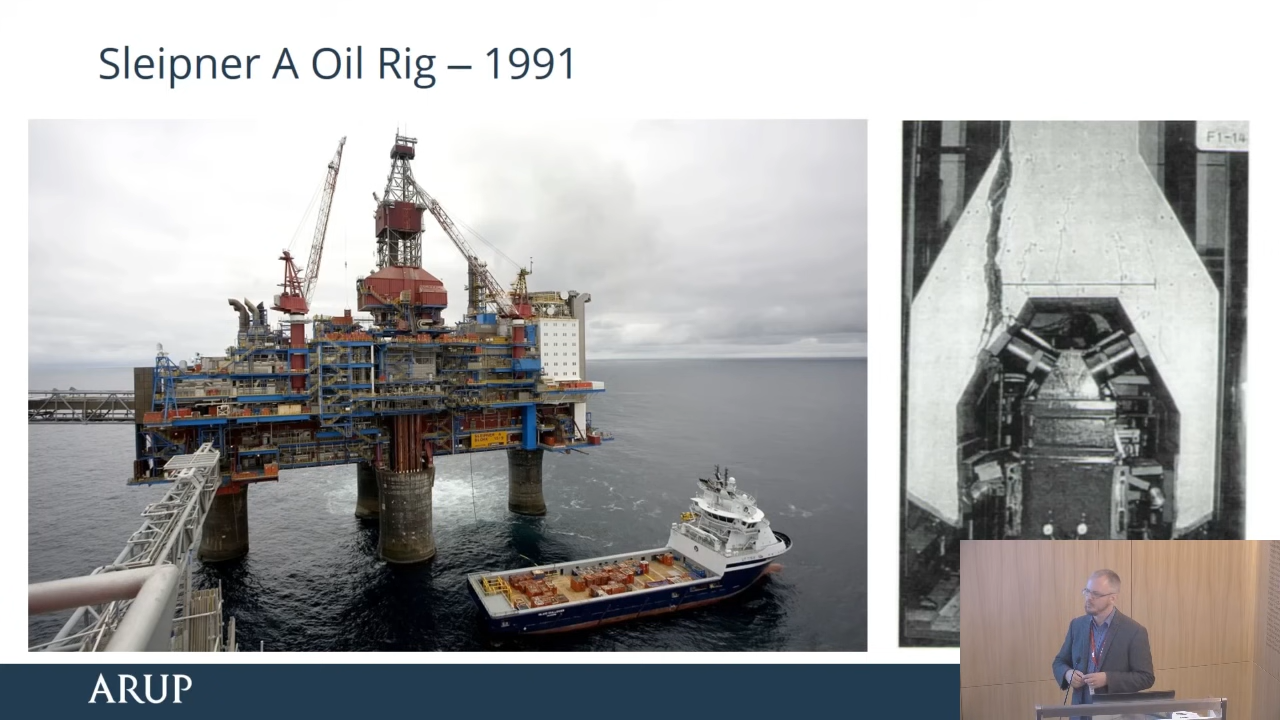 Sleipner A Oil Rig – 1991
F1-14
ARUP